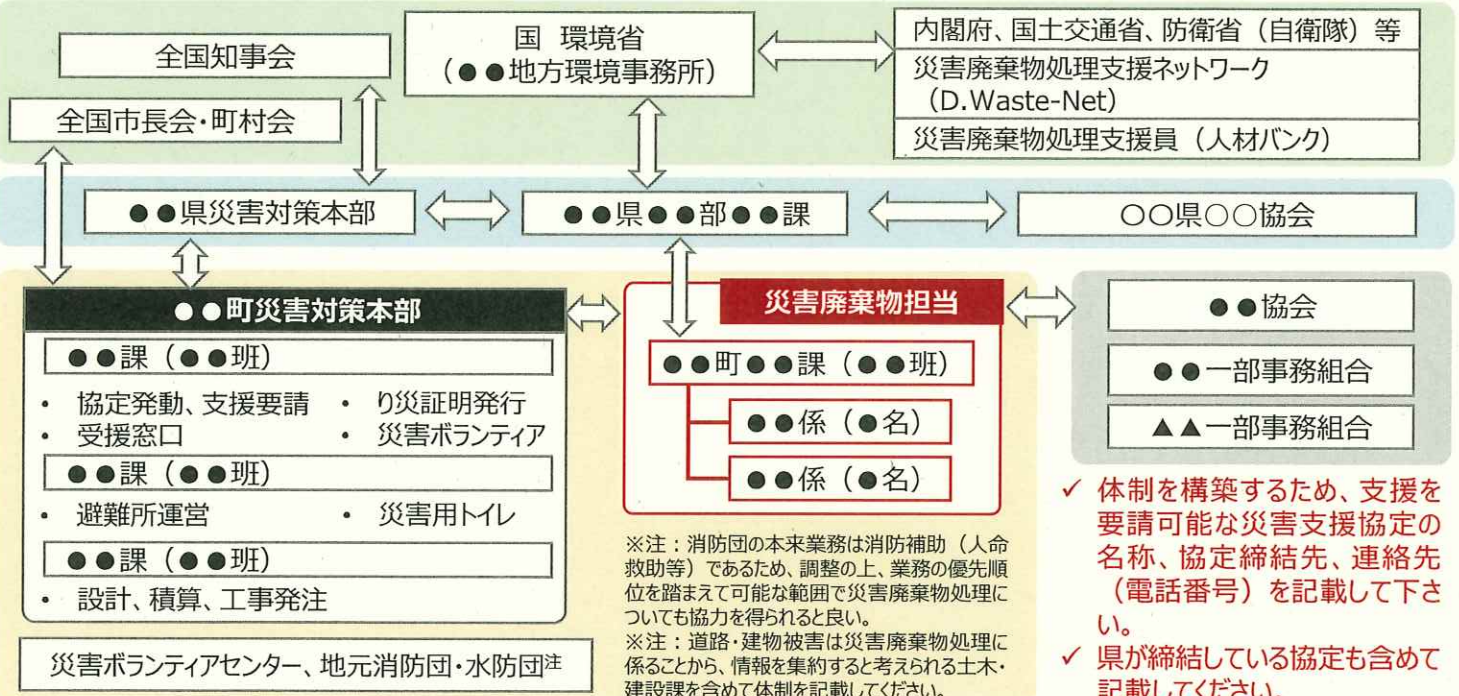 全国知事会
国 環境省
(●●地方環境事務所)
内閣府、国土交通省、防衛省(自衛隊)等
災害廃棄物処理支援ネットワーク
(D.Waste-Net)
災害廃棄物処理支援員(人材バンク)
全国市長会・町村会
●●県災害対策本部
●●県●●部●●課
〇〇県〇〇協会
●●町災害対策本部
●●課(●●班)
・ 協定発動、支援要請 ・ り災証明発行
・ 受援窓口 ・ 災害ボランティア
●●課(●●班)
・ 避難所運営 ・ 災害用トイレ
●●課(●●班)
・ 設計、積算、工事発注
災害ボランティアセンター、地元消防団・水防団注
災害廃棄物担当
●●町●●課(●●班)
●●係(●名)
●●係(●名)
※注:消防団の本来業務は消防補助(人命
救助等)であるため、調整の上、業務の優先順
位を踏まえて可能な範囲で災害廃棄物処理に
ついても協力を得られると良い。
※注:道路・建物被害は災害廃棄物処理に
係ることから、情報を集約すると考えられる土木・
建設課を含めて体制を記載してください。
●●協会
●●一部事務組合
▲▲一部事務組合
✓ 体制を構築するため、支援を
要請可能な災害支援協定の
名称、協定締結先、連絡先
(電話番号)を記載して下さ
い。
✓ 県が締結している協定も含めて
記載してください。